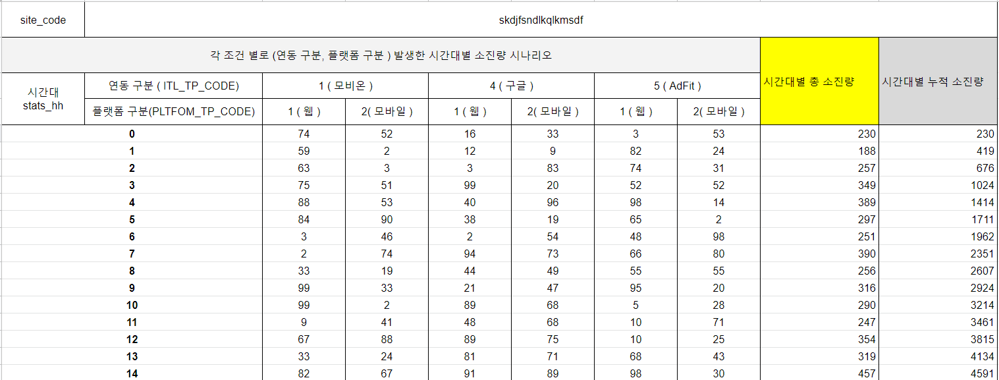 site_code skdjfsndlkqlkmsdf
각 조건 별로 (연동 구분, 플랫폼 구분 ) 발생한 시간대별 소진량 시나리오 시간대별 총 소진량 시간대별 누적 소진량
시간대 stats_hh 연동 구분 ( ITL_TP_CODE) 1 ( 모비온 ) 4 ( 구글 ) 5 ( AdFit )
플랫폼 구분(PLTFOM_TP_CODE) 1 ( 웹 ) 2( 모바일 ) 1 ( 웹 ) 2( 모바일 ) 1 ( 웹 ) 2( 모바일 )
0 74 52 16 33 3 53 230 230
1 59 2 12 9 82 24 188 419
2 63 3 3 83 74 31 257 676
3 75 51 99 20 52 52 349 1024
4 88 53 40 96 98 14 389 1414
5 84 90 38 19 65 2 297 1711
6 3 46 2 54 48 98 251 1962
7 2 74 94 73 66 80 390 2351
8 33 19 44 49 55 55 256 2607
9 99 33 21 47 95 20 316 2924
10 99 2 89 68 5 28 290 3214
11 9 41 48 68 10 71 247 3461
12 67 88 89 75 10 25 354 3815
13 33 24 81 71 68 43 319 4134
14 82 67 91 89 98 30 457 4591